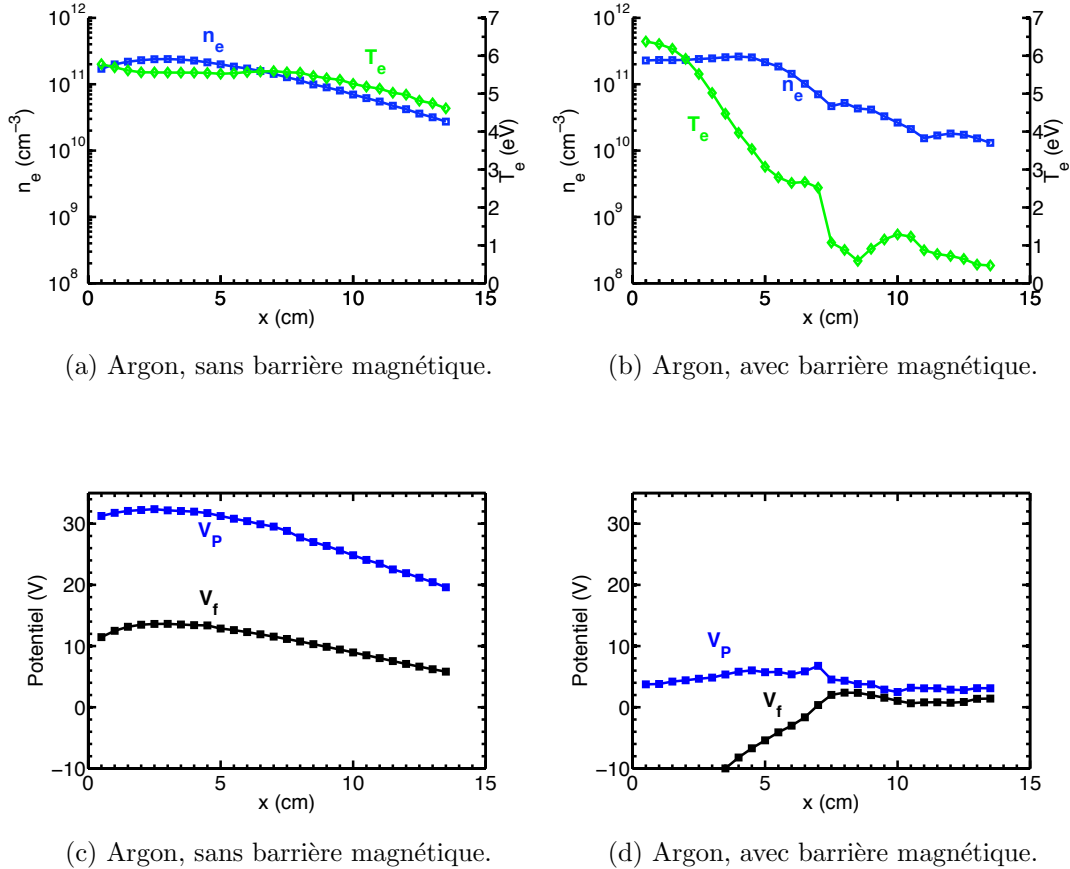 10^12
10^11
10^10
10^9
10^8
n_e (cm^−3)
n_e
T_e
7
6
5
4
3
2
1
0
T_e (eV)
0
5
10
15
x (cm)
(a) Argon, sans barrière magnétique.
10^12
10^11
10^10
10^9
10^8
n_e (cm^−3)
n_e
T_e
7
6
5
4
3
2
1
0
T_e (eV)
0
5
10
15
x (cm)
(b) Argon, avec barrière magnétique.
30
20
10
0
−10
Potentiel (V)
V_P
V_f
0
5
10
15
x (cm)
(c) Argon, sans barrière magnétique.
30
20
10
0
−10
Potentiel (V)
V_P
V_f
0
5
10
15
x (cm)
(d) Argon, avec barrière magnétique.